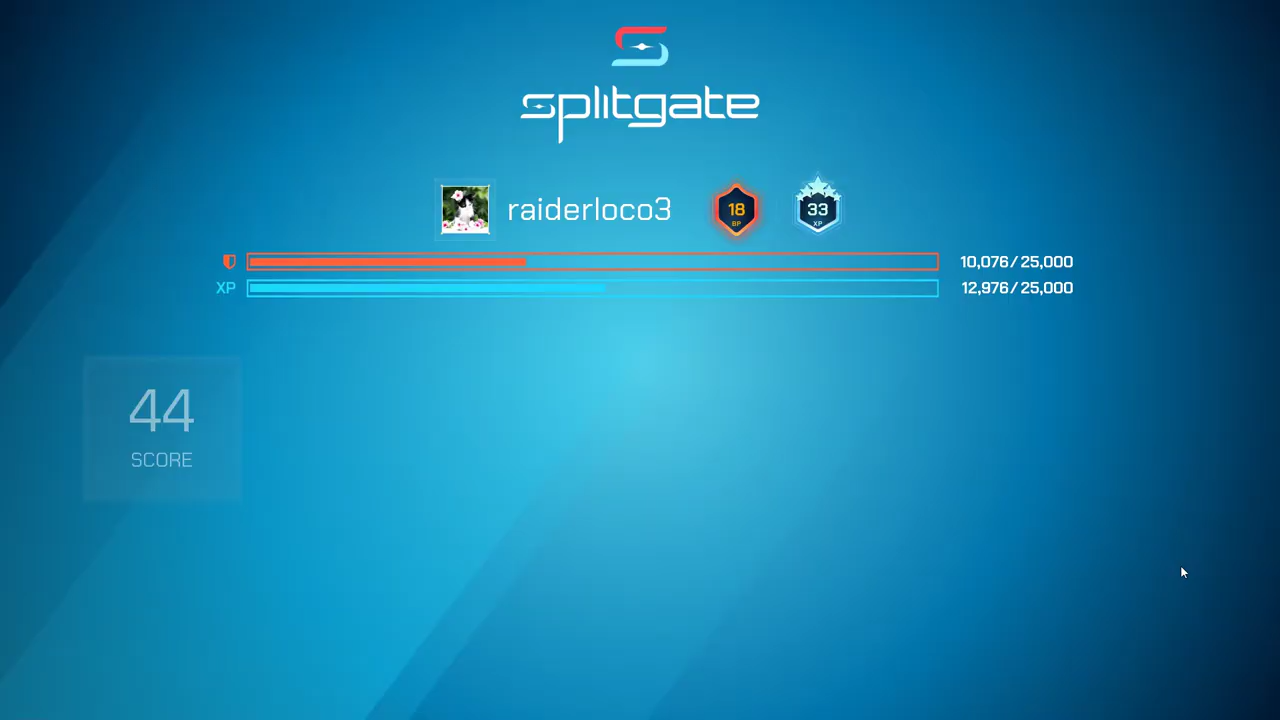 splitgate
raiderloco3
18
BP
33
XP
10,076/25,000
XP
12,976/25,000
44
SCORE